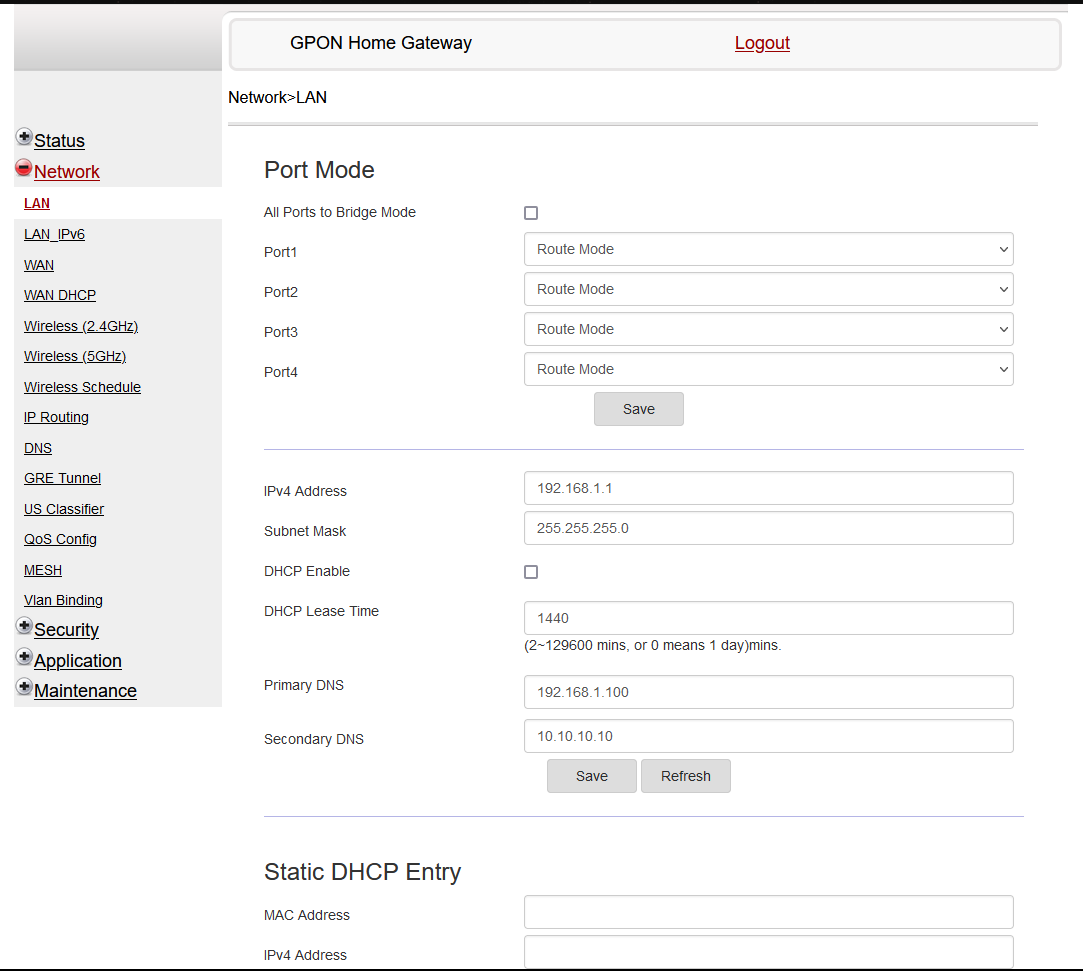 GPON Home Gateway
Logout
Network>LAN
Status
Network
LAN
LAN_IPv6
WAN
WAN DHCP
Wireless (2.4GHz)
Wireless (5GHz)
Wireless Schedule
IP Routing
DNS
GRE Tunnel
US Classifier
QoS Config
MESH
Vlan Binding
Security
Application
Maintenance
Port Mode
All Ports to Bridge Mode
Port1 Route Mode
Port2 Route Mode
Port3 Route Mode
Port4 Route Mode
Save
IPv4 Address 192.168.1.1
Subnet Mask 255.255.255.0
DHCP Enable
DHCP Lease Time 1440
(2~129600 mins, or 0 means 1 day)mins.
Primary DNS 192.168.1.100
Secondary DNS 10.10.10.10
Save Refresh
Static DHCP Entry
MAC Address
IPv4 Address